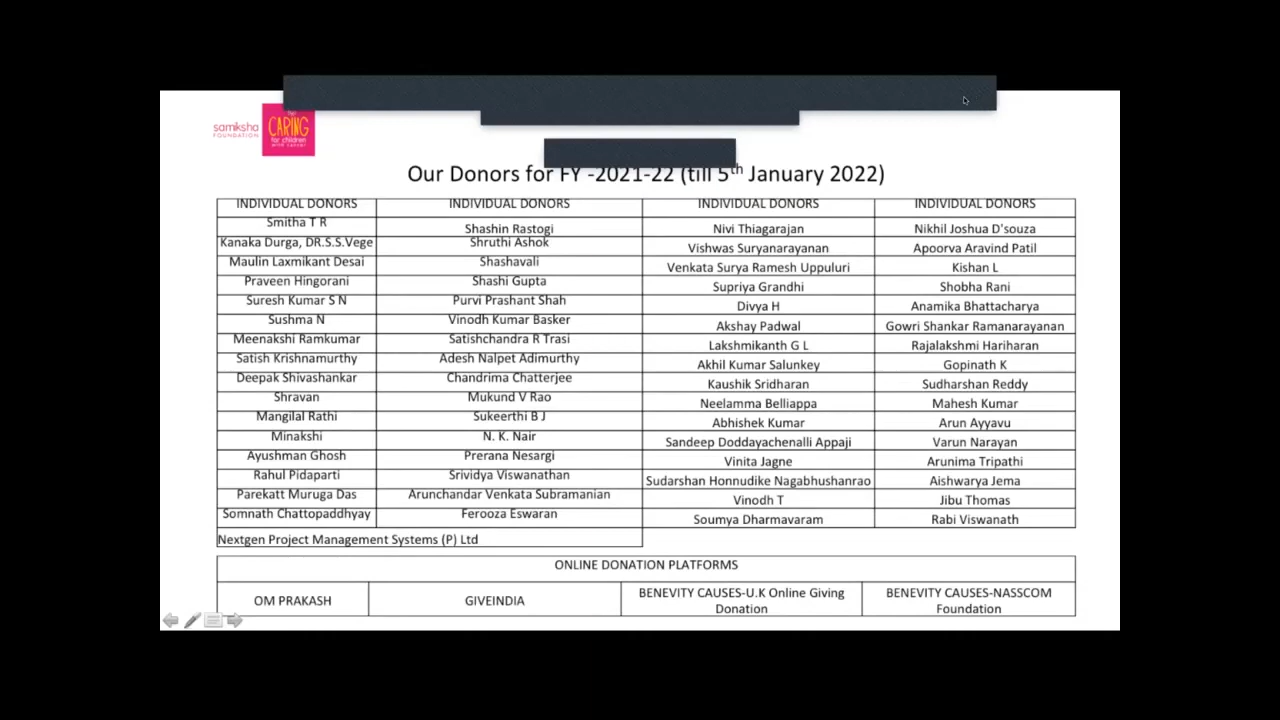 samiksha
FOUNDATION
CARING
for children
with cancer
Our Donors for FY -2021-22 (till 5th January 2022)
INDIVIDUAL DONORS INDIVIDUAL DONORS INDIVIDUAL DONORS INDIVIDUAL DONORS
Smitha T R Shashin Rastogi Nivi Thiagarajan Nikhil Joshua D'souza
Kanaka Durga, DR.S.S.Vege Shruthi Ashok Vishwas Suryanarayanan Apoorva Aravind Patil
Maulin Laxmikant Desai Shashavali Venkata Surya Ramesh Uppuluri Kishan L
Praveen Hingorani Shashi Gupta Supriya Grandhi Shobha Rani
Suresh Kumar S N Purvi Prashant Shah Divya H Anamika Bhattacharya
Sushma N Vinodh Kumar Basker Akshay Padwal Gowri Shankar Ramanarayanan
Meenakshi Ramkumar Satishchandra R Trasi Lakshmikanth G L Rajalakshmi Hariharan
Satish Krishnamurthy Adesh Nalpet Adimurthy Akhil Kumar Salunkey Gopinath K
Deepak Shivashankar Chandrima Chatterjee Kaushik Sridharan Sudharshan Reddy
Shravan Mukund V Rao Neelamma Belliappa Mahesh Kumar
Mangilal Rathi Sukeerthi B J Abhishek Kumar Arun Ayyavu
Minakshi N. K. Nair Sandeep Doddayachenalli Appaji Varun Narayan
Ayushman Ghosh Prerana Nesargi Vinita Jagne Arunima Tripathi
Rahul Pidaparti Srividya Viswanathan Sudarshan Honnudike Nagabhushanrao Aishwarya Jema
Parekatt Muruga Das Arunchandar Venkata Subramanian Vinodh T Jibu Thomas
Somnath Chattopaddhyay Ferooza Eswaran Soumya Dharmavaram Rabi Viswanath
Nextgen Project Management Systems (P) Ltd
ONLINE DONATION PLATFORMS
OM PRAKASH GIVEINDIA BENEVITY CAUSES-U.K Online Giving Donation BENEVITY CAUSES-NASSCOM Foundation